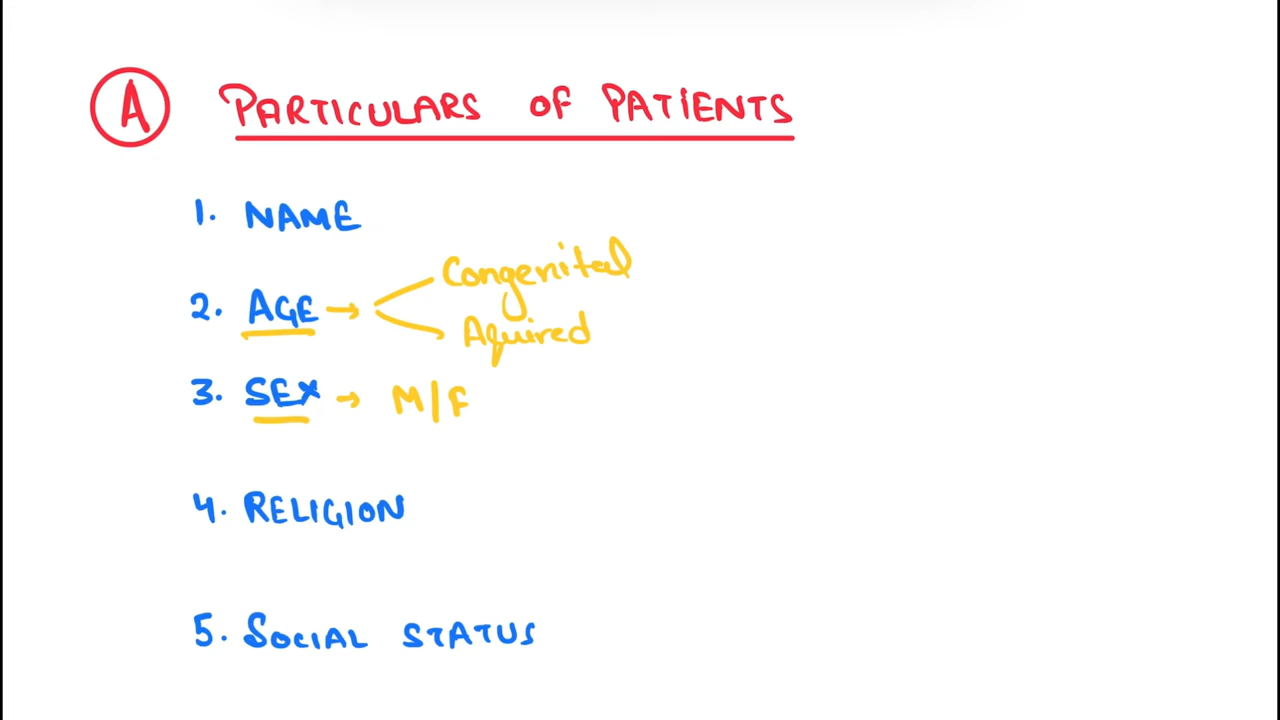 A PARTICULARS OF PATIENTS
1. NAME
2. AGE → Congenital
Aquired
3. SEX → M/F
4. RELIGION
5. SOCIAL STATUS